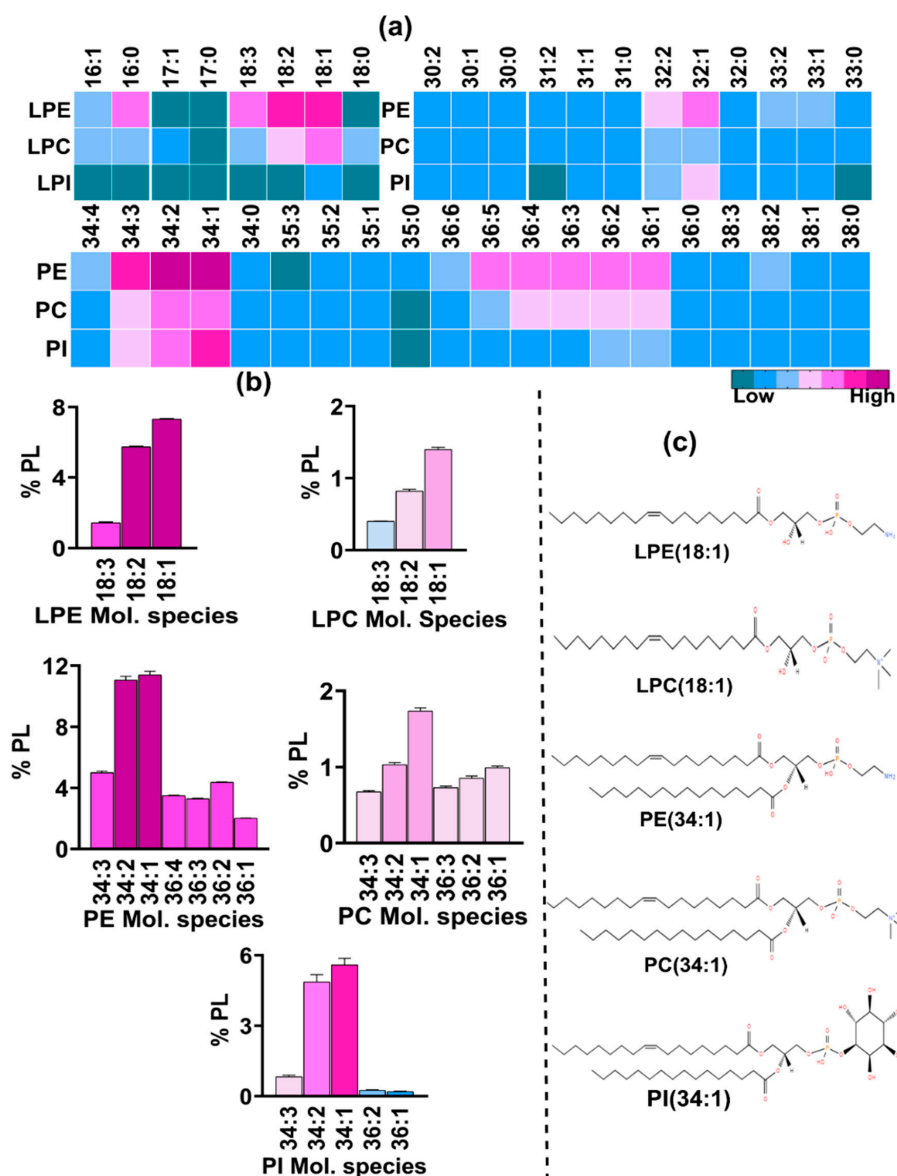 (a)
16:1 16:0 17:1 17:0 18:3 18:2 18:1 18:0
LPE
LPC
LPI
30:2 30:1 30:0 31:2 31:1 31:0 32:2 32:1 32:0 33:2 33:1 33:0
PE
PC
PI
34:4 34:3 34:2 34:1 34:0 35:3 35:2 35:1 35:0 36:6 36:5 36:4 36:3 36:2 36:1 36:0 38:3 38:2 38:1 38:0
PE
PC
PI
Low High
(b)
8
4
0
% PL
18:3 18:2 18:1
LPE Mol. species
2
1
0
% PL
18:3 18:2 18:1
LPC Mol. Species
12
8
4
0
% PL
34:3 34:2 34:1 36:4 36:3 36:2 36:1
PE Mol. species
2
1
0
% PL
34:3 34:2 34:1 36:3 36:2 36:1
PC Mol. species
6
3
0
% PL
34:3 34:2 34:1 36:2 36:1
PI Mol. species
(c)
LPE(18:1)
LPC(18:1)
PE(34:1)
PC(34:1)
PI(34:1)